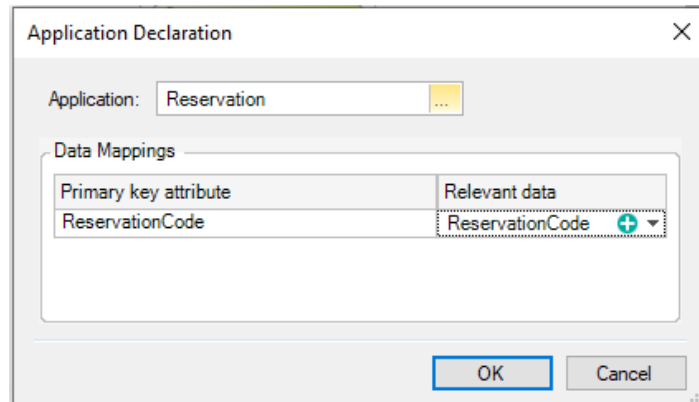 Application Declaration
Application: Reservation ...
Data Mappings
Primary key attribute Relevant data
ReservationCode ReservationCode
OK Cancel